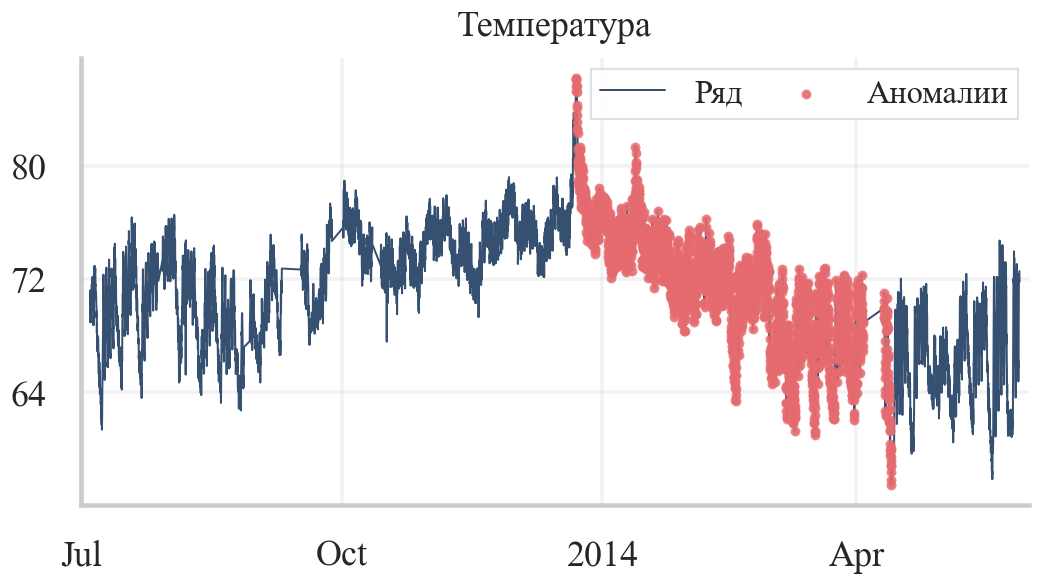 Температура
Ряд
Аномалии
80
72
64
Jul
Oct
2014
Apr